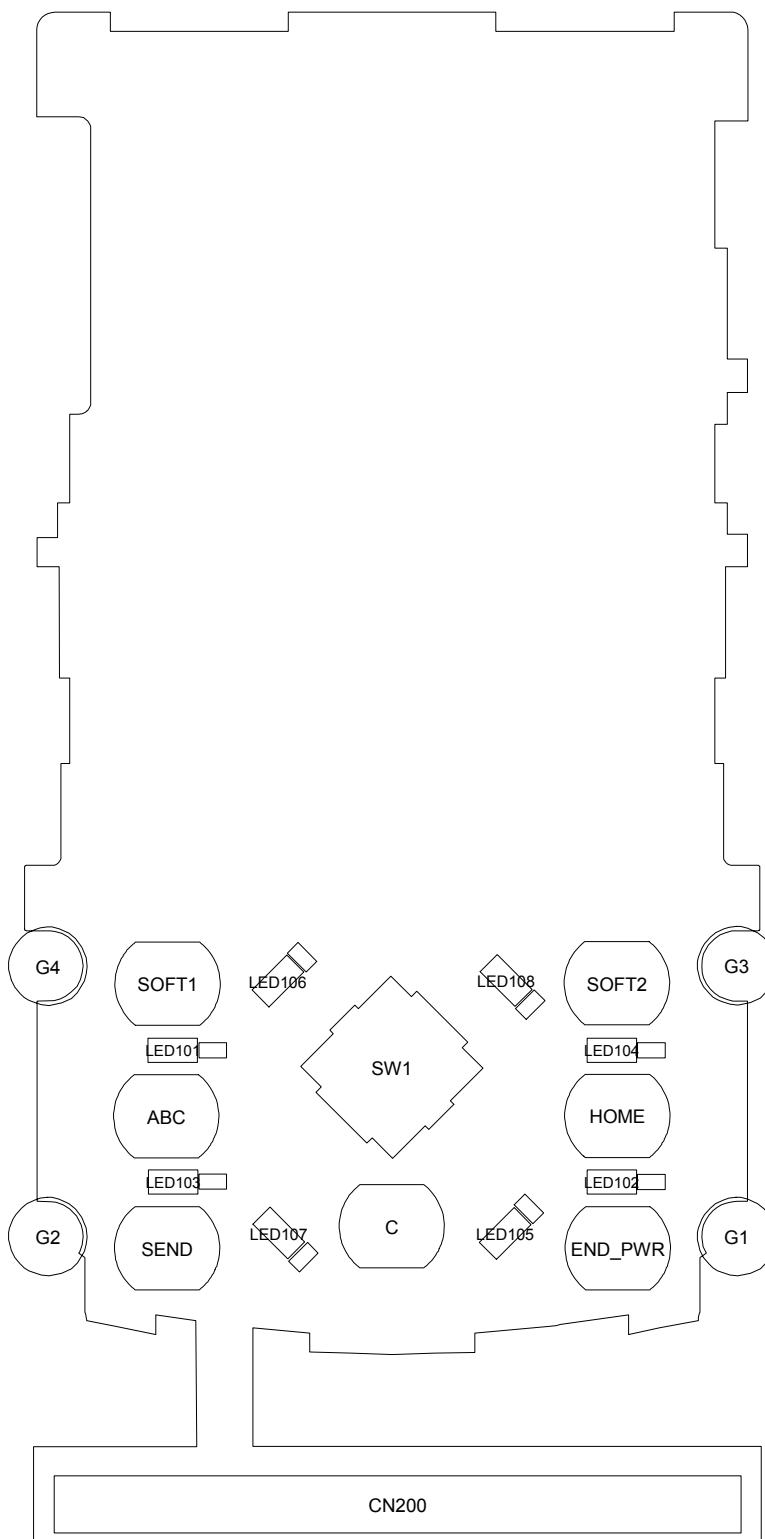 G4
SOFT1
LED106
LED108
SOFT2
G3
LED101
LED104
SW1
ABC
HOME
LED103
LED102
G2
SEND
LED107
C
LED105
END_PWR
G1
CN200